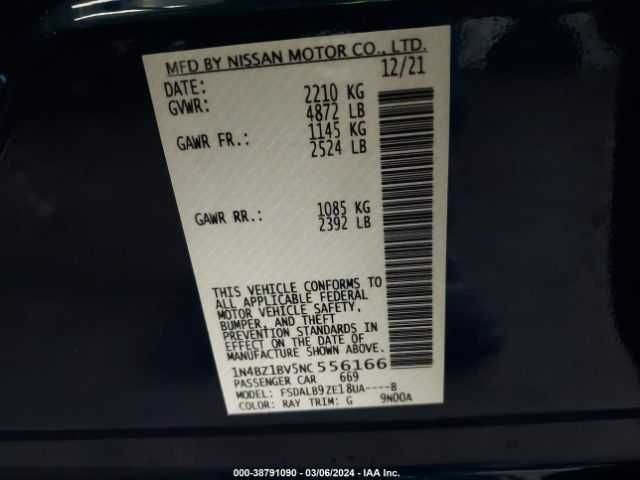 MFD BY NISSAN MOTOR CO., LTD.
DATE: 12/21
GVWR: 2210 KG
4872 LB
GAWR FR.: 1145 KG
2524 LB
GAWR RR.: 1085 KG
2392 LB
THIS VEHICLE CONFORMS TO
ALL APPLICABLE FEDERAL
MOTOR VEHICLE SAFETY,
BUMPER, AND THEFT
PREVENTION STANDARDS IN
EFFECT ON THE DATE OF
MANUFACTURE SHOWN ABOVE.
1N4BZ1BV5NC556166
PASSENGER CAR 669
MODEL: FSDALB9ZE18UA----B
COLOR: RAY TRIM: G 9N00A
000-38791090 - 03/06/2024 - IAA Inc.